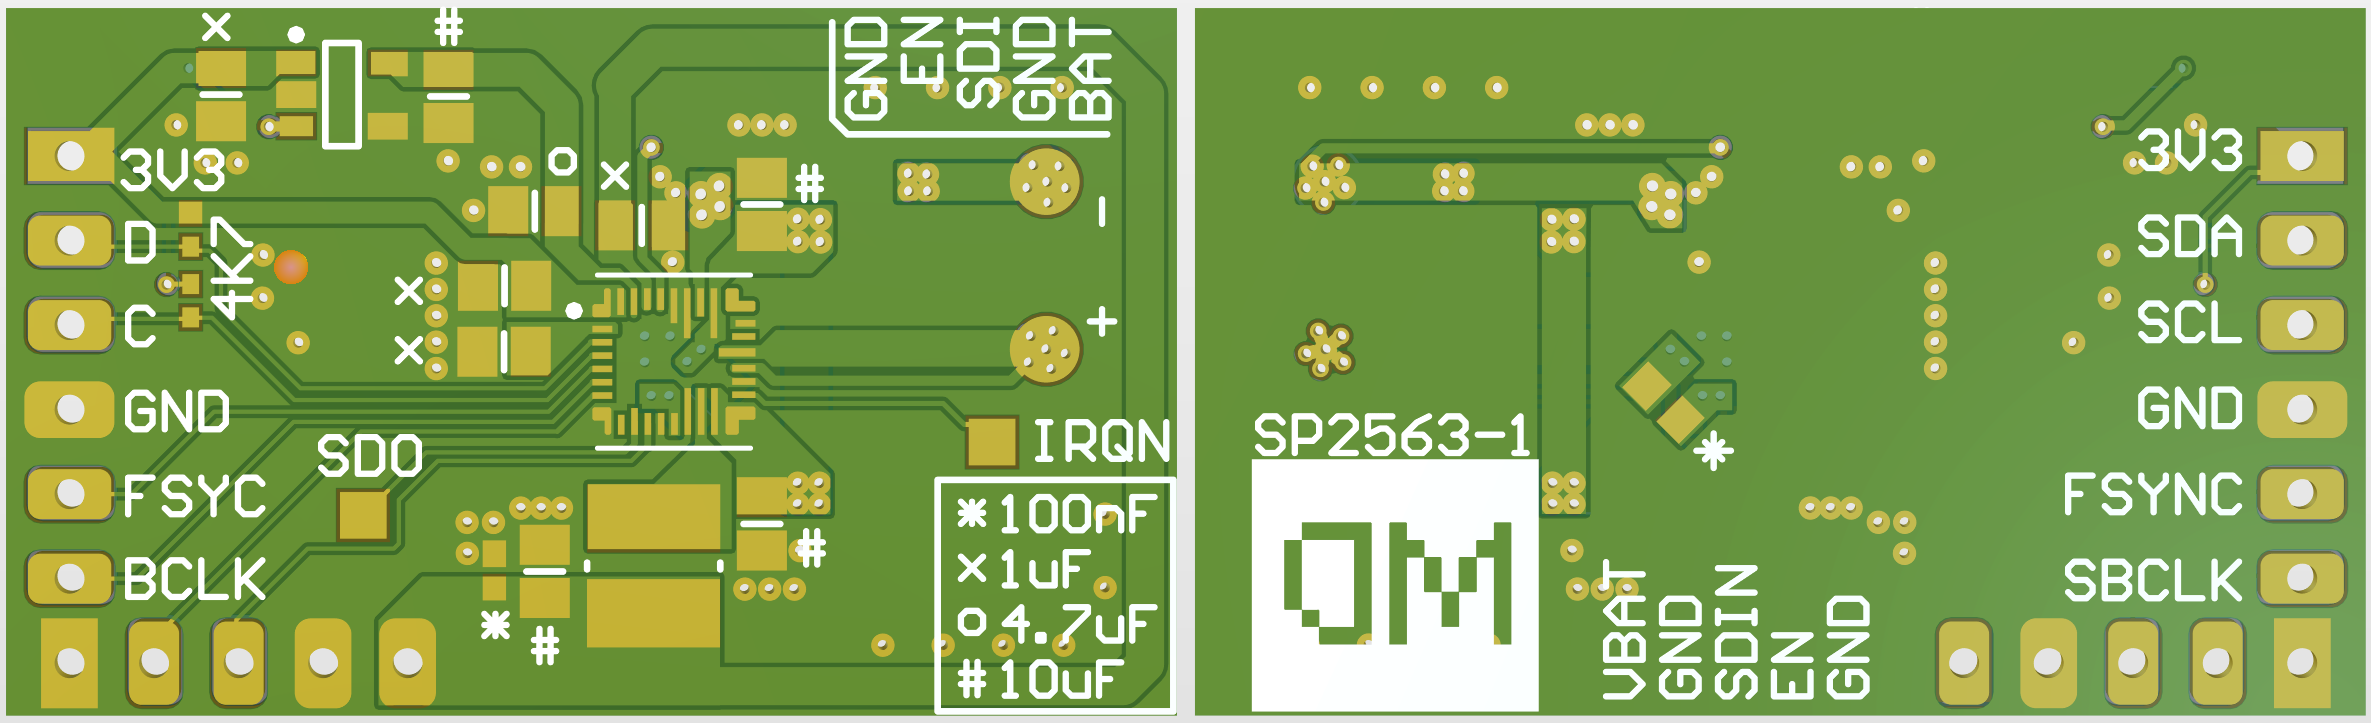 GND
EN
SDI
GND
BAT
3V3
D
4K7
C
GND
SDO
FSYC
BCLK
-
+
IRQN
*100nF
×1uF
o4.7uF
#10uF
3V3
SDA
SCL
GND
FSYNC
SBCLK
SP2563-1
QM
VBAT
GND
SDIN
EN
GND